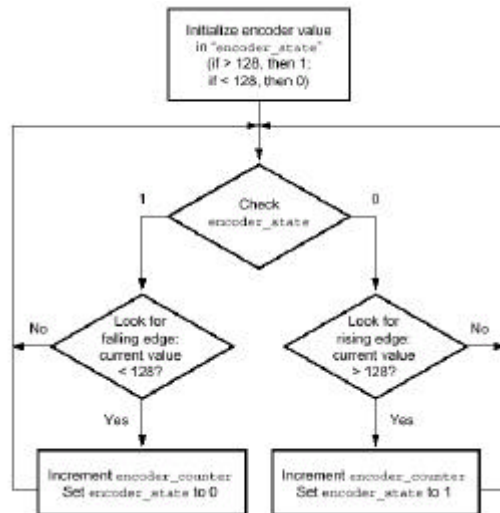 Initialize encoder value
in "encoder_state"
(if > 128, then 1;
if < 128, then 0)
1
Check
encoder_state
0
No
Look for
falling edge:
current value
< 128?
Look for
rising edge:
current value
> 128?
No
Yes
Yes
Increment encoder_counter
Set encoder_state to 0
Increment encoder_counter
Set encoder_state to 1